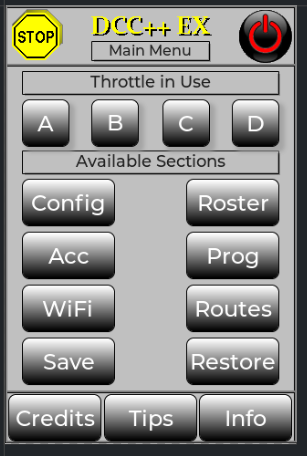 STOP
DCC++ EX
Main Menu
Throttle in Use
A B C D
Available Sections
Config Roster
Acc Prog
WiFi Routes
Save Restore
Credits Tips Info